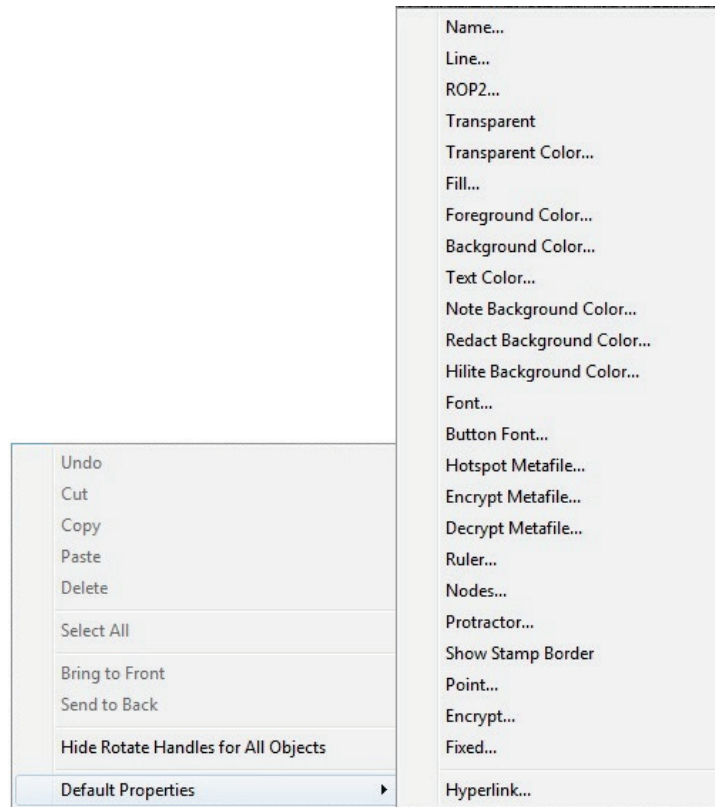 Name...
Line...
ROP2...
Transparent
Transparent Color...
Fill...
Foreground Color...
Background Color...
Text Color...
Note Background Color...
Redact Background Color...
Hilite Background Color...
Font...
Button Font...
Hotspot Metafile...
Encrypt Metafile...
Decrypt Metafile...
Ruler...
Nodes...
Protractor...
Show Stamp Border
Point...
Encrypt...
Fixed...
Hyperlink...
Undo
Cut
Copy
Paste
Delete
Select All
Bring to Front
Send to Back
Hide Rotate Handles for All Objects
Default Properties